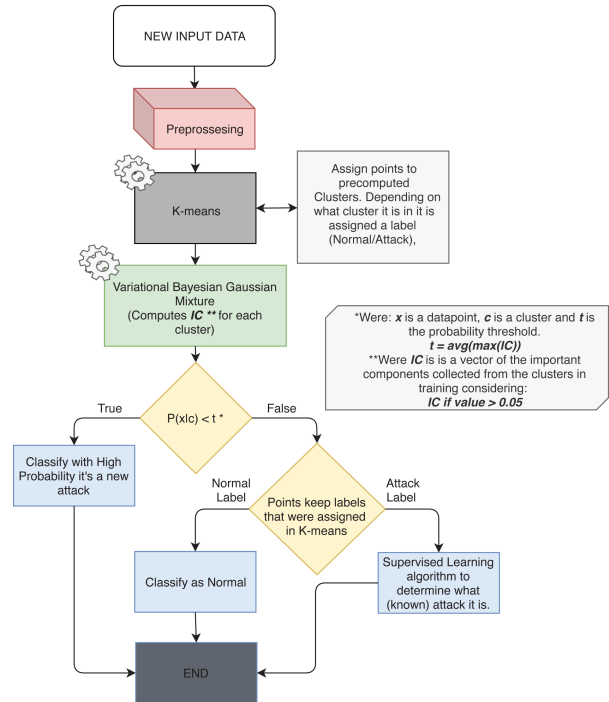 NEW INPUT DATA
Preprossesing
K-means
Assign points to
precomputed
Clusters. Depending on
what cluster it is in it is
assigned a label
(Normal/Attack),
Variational Bayesian Gaussian
Mixture
(Computes IC ** for each
cluster)
*Were: x is a datapoint, c is a cluster and t is
the probability threshold.
t = avg(max(IC))
**Were IC is is a vector of the important
components collected from the clusters in
training considering:
IC if value > 0.05
P(x|c) < t *
True
False
Classify with High
Probability it's a new
attack
Normal
Label
Attack
Label
Points keep labels
that were assigned
in K-means
Classify as Normal
Supervised Learning
algorithm to
determine what
(known) attack it is.
END